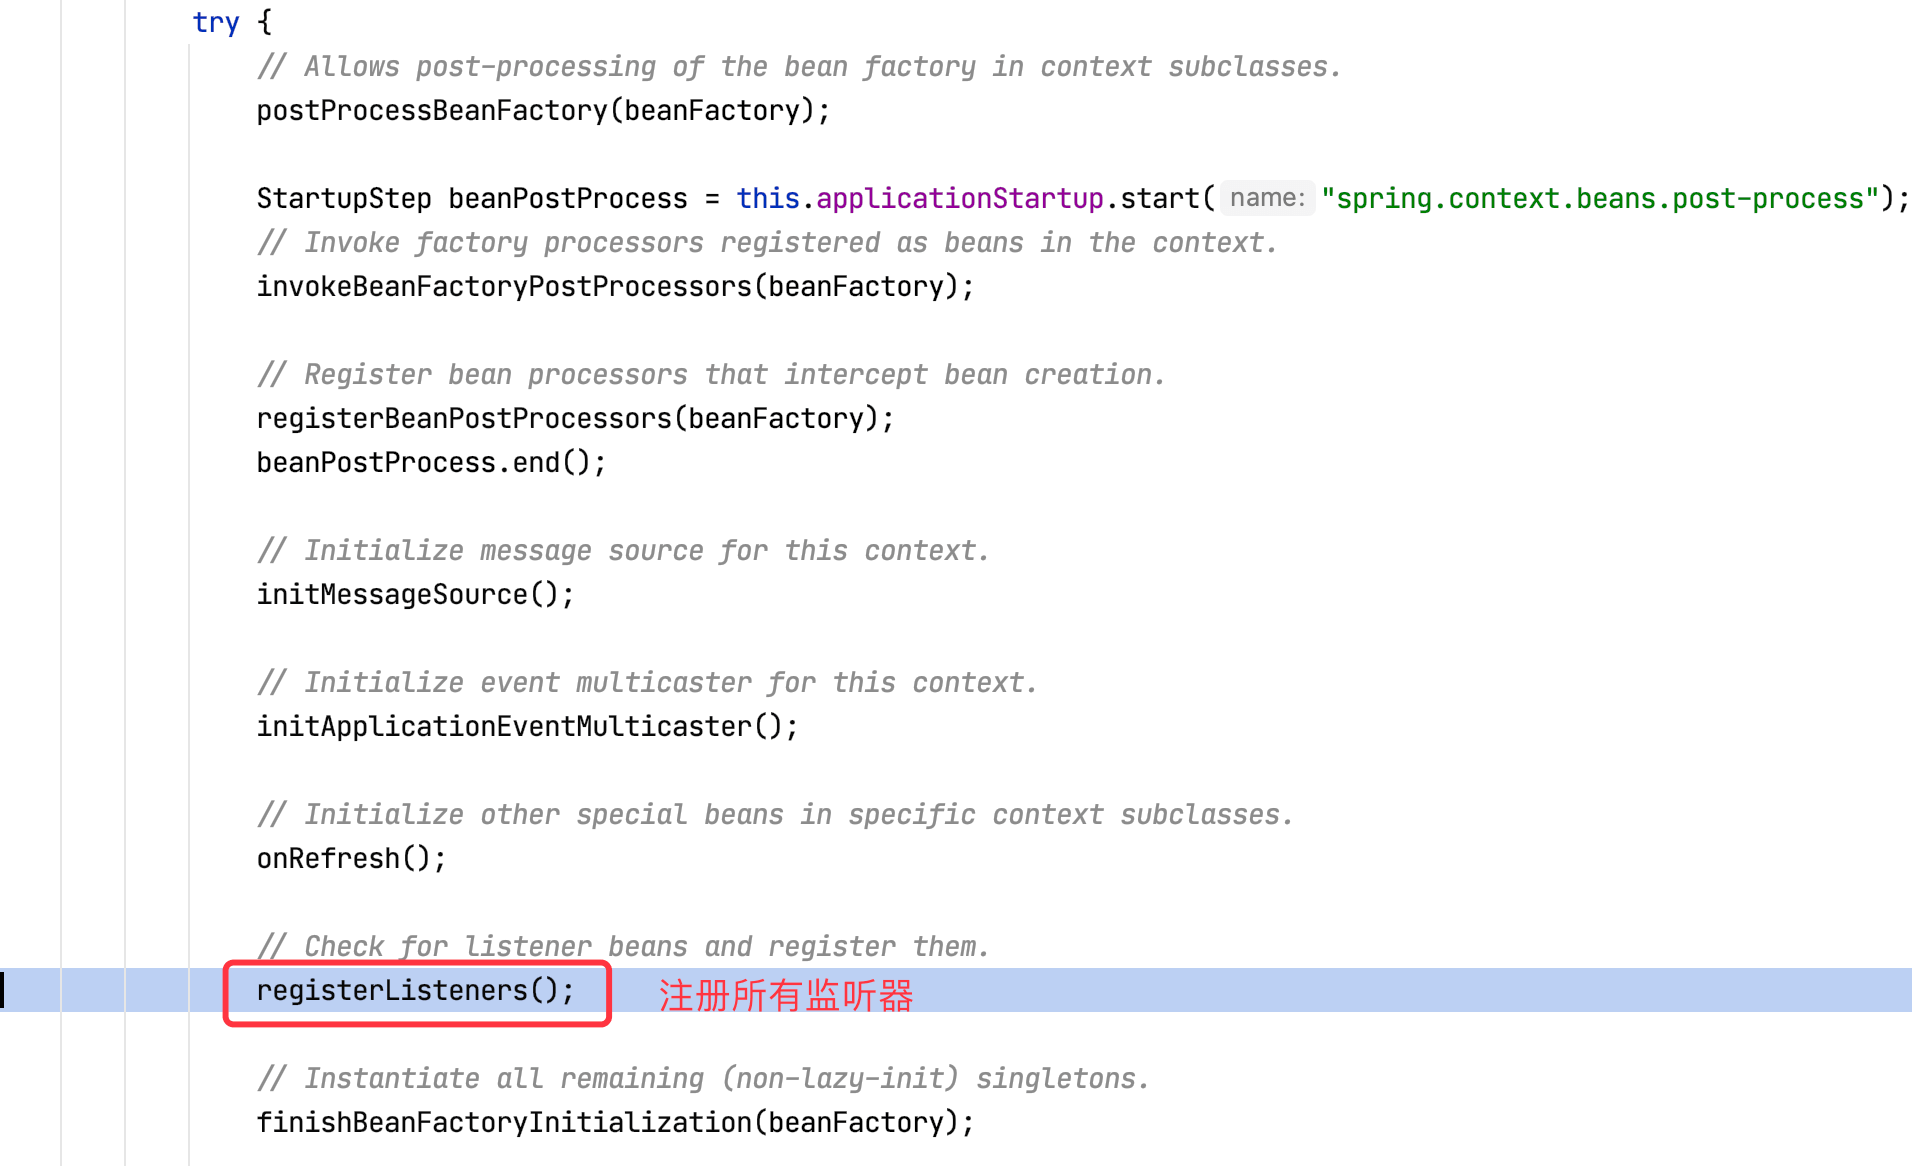 try {
// Allows post-processing of the bean factory in context subclasses.
postProcessBeanFactory(beanFactory);
StartupStep beanPostProcess = this.applicationStartup.start( name: "spring.context.beans.post-process");
// Invoke factory processors registered as beans in the context.
invokeBeanFactoryPostProcessors(beanFactory);
// Register bean processors that intercept bean creation.
registerBeanPostProcessors(beanFactory);
beanPostProcess.end();
// Initialize message source for this context.
initMessageSource();
// Initialize event multicaster for this context.
initApplicationEventMulticaster();
// Initialize other special beans in specific context subclasses.
onRefresh();
// Check for listener beans and register them.
registerListeners(); 注册所有监听器
// Instantiate all remaining (non-lazy-init) singletons.
finishBeanFactoryInitialization(beanFactory);